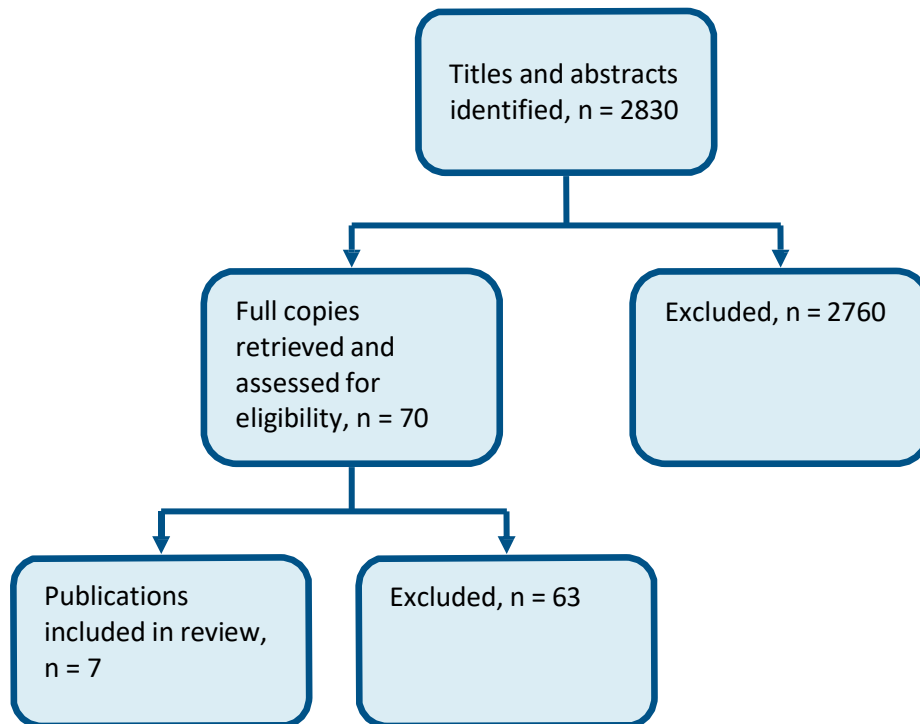 Titles and abstracts
identified, n = 2830
Full copies
retrieved and
assessed for
eligibility, n = 70
Excluded, n = 2760
Publications
included in review,
n = 7
Excluded, n = 63